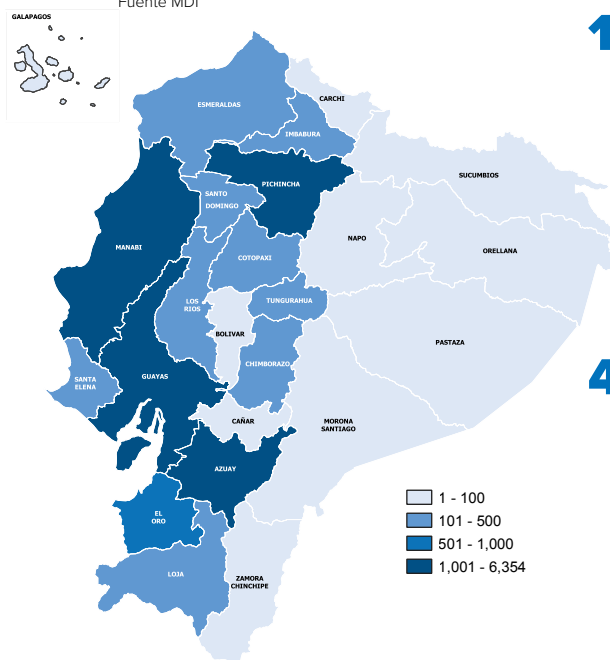 Fuente MDI
GALAPAGOS
1
CARCHI
ESMERALDAS
IMBABURA
SUCUMBIOS
PICHINCHA
SANTO
DOMINGO
NAPO
MANABI
ORELLANA
COTOPAXI
LOS
RIOS
TUNGURAHUA
BOLIVAR
PASTAZA
CHIMBORAZO
GUAYAS
SANTA
ELENA
4
CAÑAR
MORONA
SANTIAGO
AZUAY
1 - 100
EL
ORO
101 - 500
501 - 1,000
1,001 - 6,354
LOJA
ZAMORA
CHINCHIPE